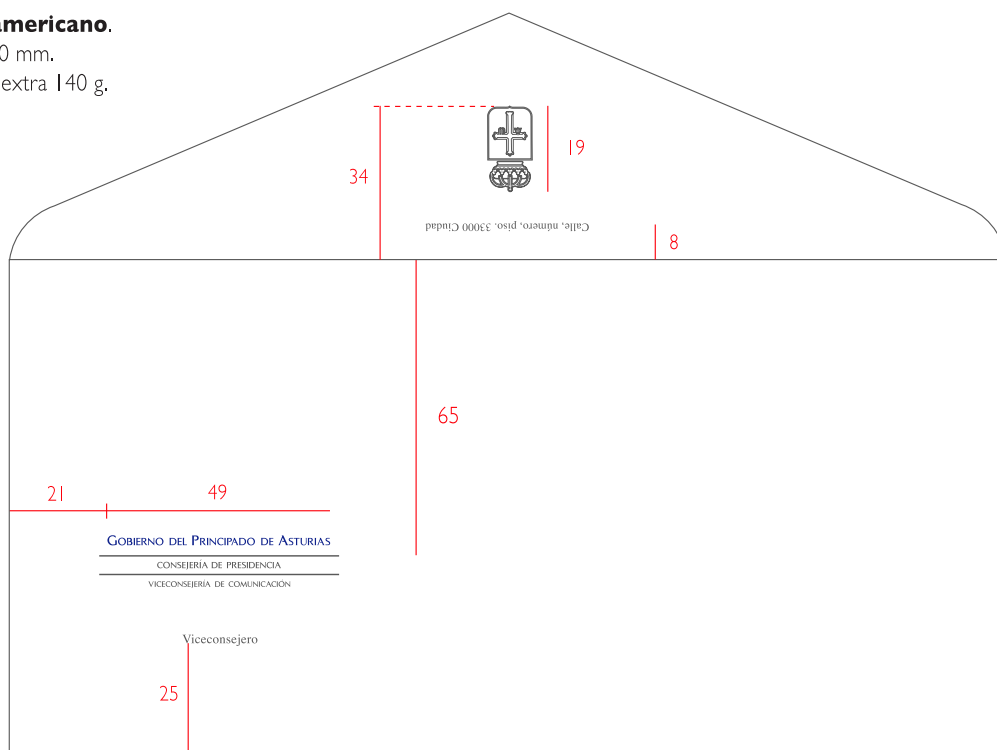 americano.
0 mm.
extra 140 g.
34
19
Calle, número, piso. 33000 Ciudad
8
65
21
49
GOBIERNO DEL PRINCIPADO DE ASTURIAS
CONSEJERÍA DE PRESIDENCIA
VICECONSEJERÍA DE COMUNICACIÓN
Viceconsejero
25